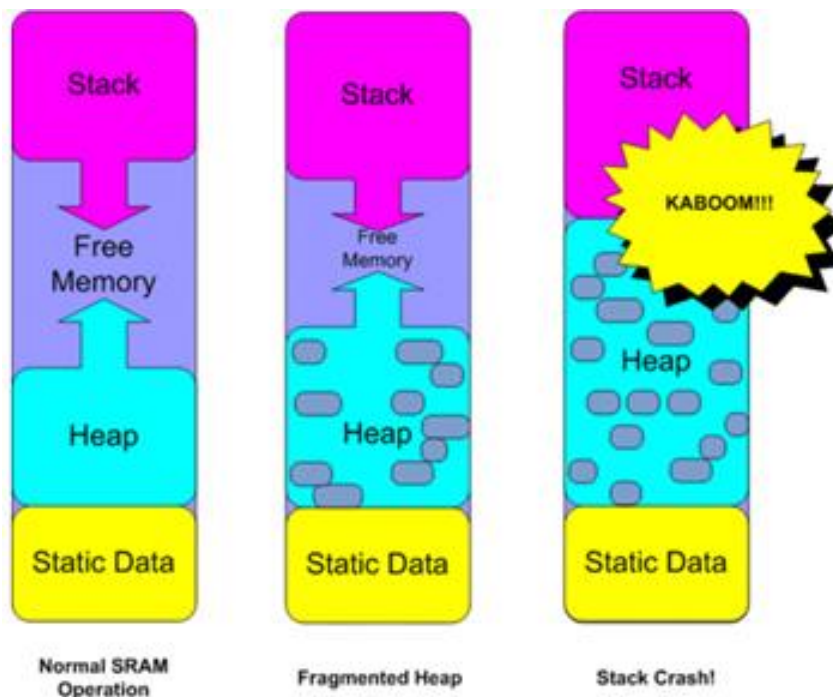 Stack
Free
Memory
Heap
Static Data
Normal SRAM
Operation
Stack
Free
Memory
Heap
Static Data
Fragmented Heap
Stack
KABOOM!!!
Heap
Static Data
Stack Crash!